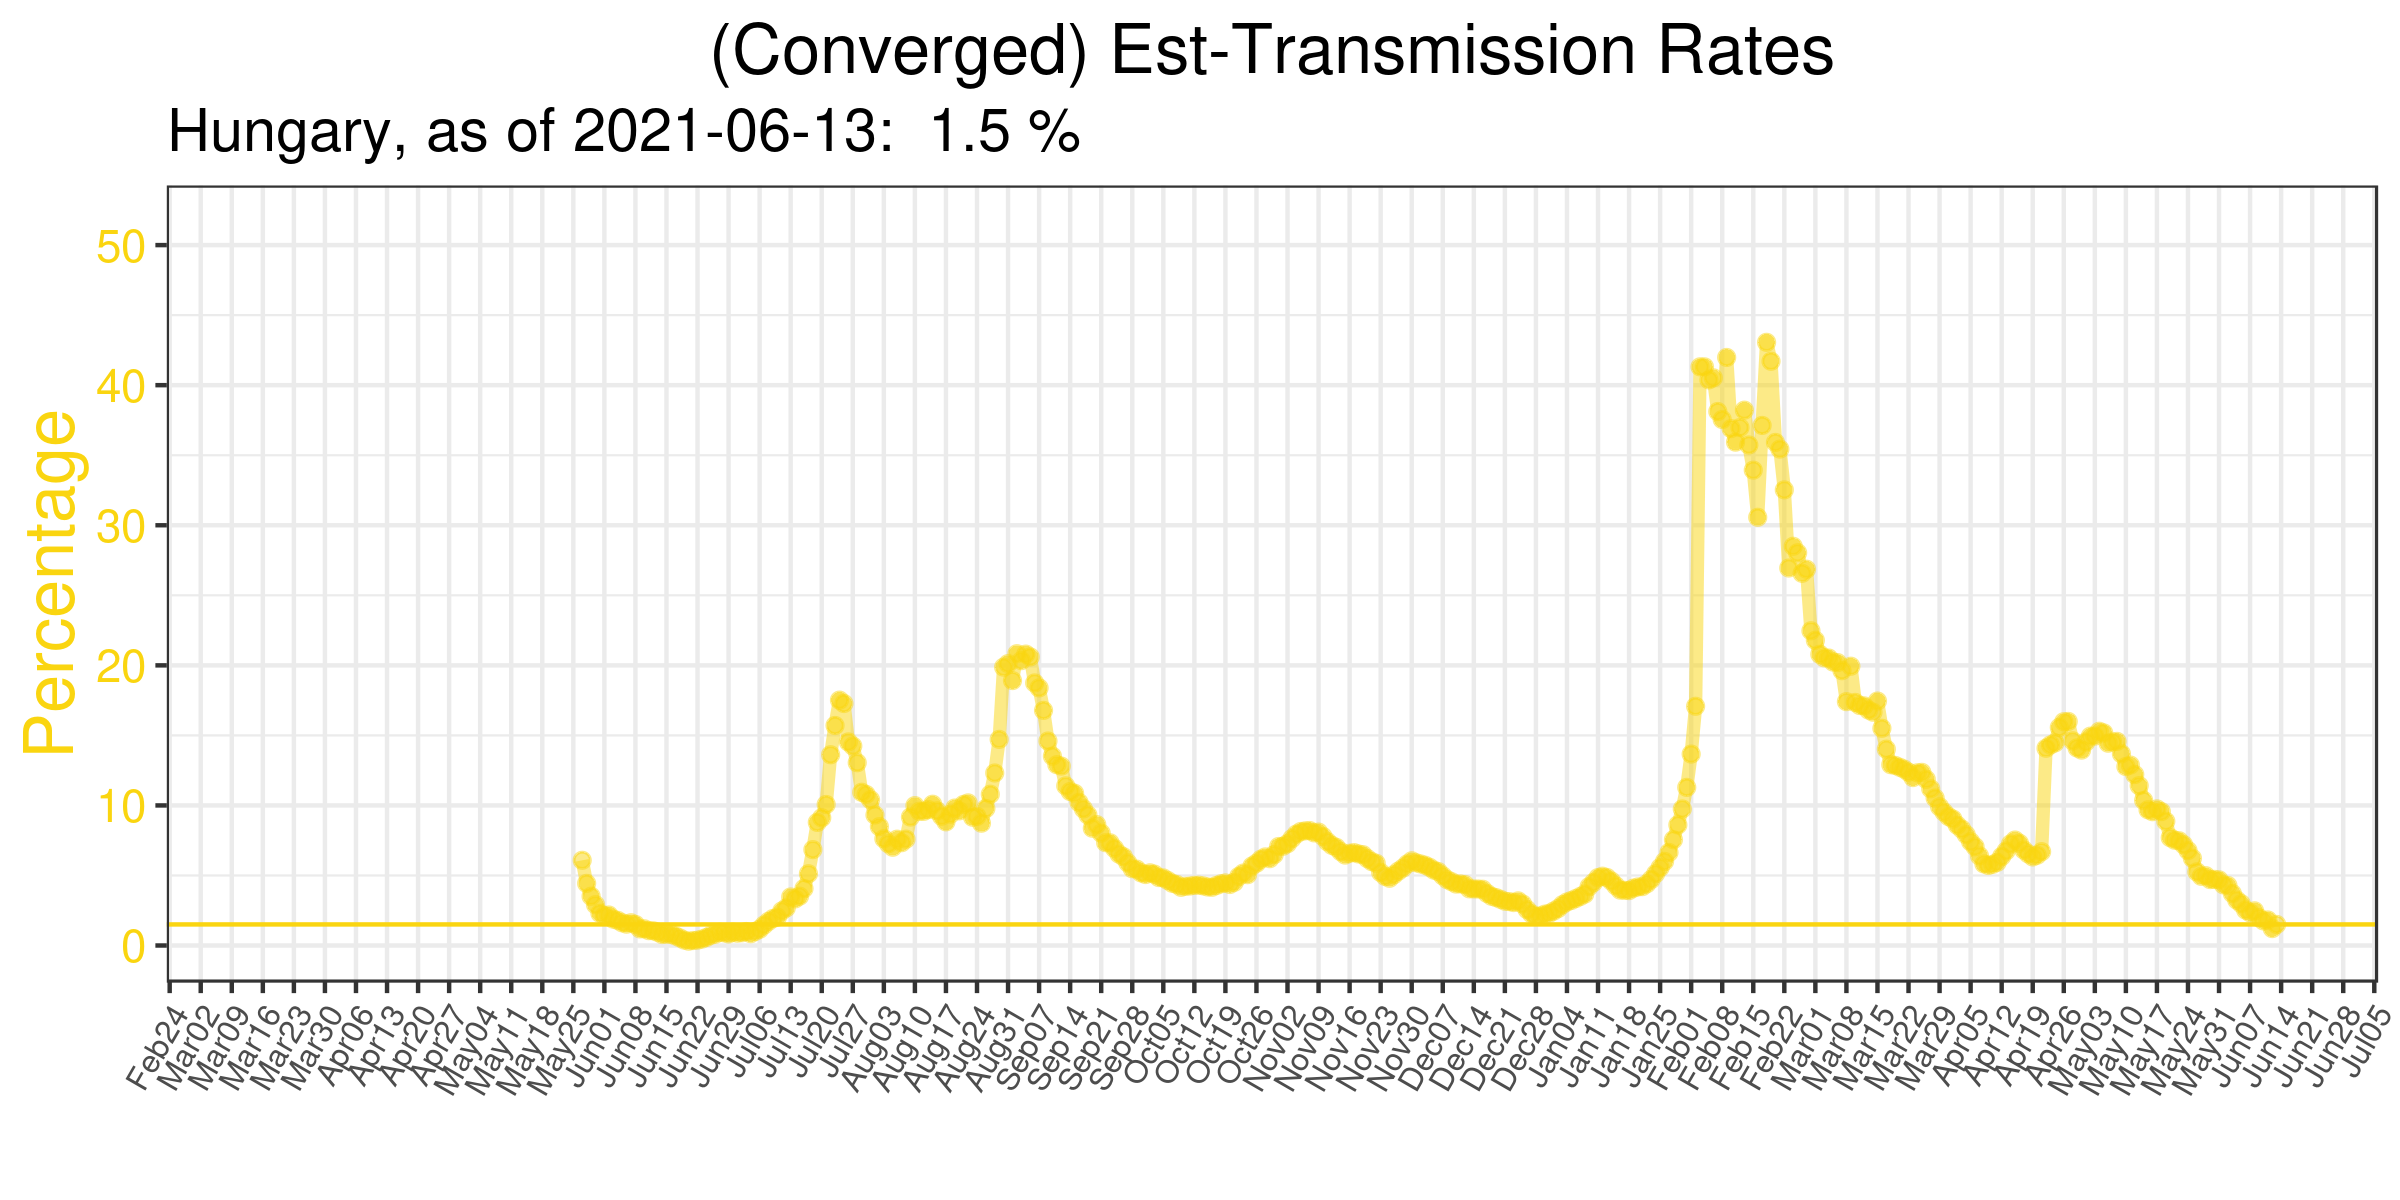 (Converged) Est-Transmission Rates
Hungary, as of 2021-06-13:  1.5 %
Percentage
50
40
30
20
10
0
Feb24
Mar02
Mar09
Mar16
Mar23
Mar30
Apr06
Apr13
Apr20
Apr27
May04
May11
May18
May25
Jun01
Jun08
Jun15
Jun22
Jun29
Jul06
Jul13
Jul20
Jul27
Aug03
Aug10
Aug17
Aug24
Aug31
Sep07
Sep14
Sep21
Sep28
Oct05
Oct12
Oct19
Oct26
Nov02
Nov09
Nov16
Nov23
Nov30
Dec07
Dec14
Dec21
Dec28
Jan04
Jan11
Jan18
Jan25
Feb01
Feb08
Feb15
Feb22
Mar01
Mar08
Mar15
Mar22
Mar29
Apr05
Apr12
Apr19
Apr26
May03
May10
May17
May24
May31
Jun07
Jun14
Jun21
Jun28
Jul05